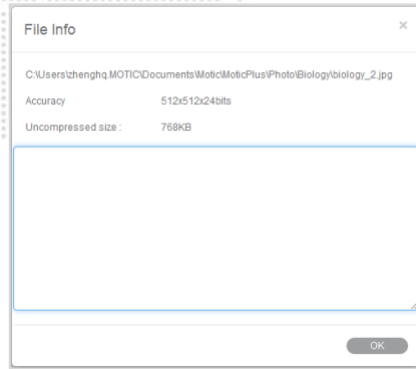 File Info
×
C:\Users\zhenghq.MOTIC\Documents\Motic\MoticPlus\Photo\Biology\biology_2.jpg
Accuracy 512x512x24bits
Uncompressed size : 768KB
OK